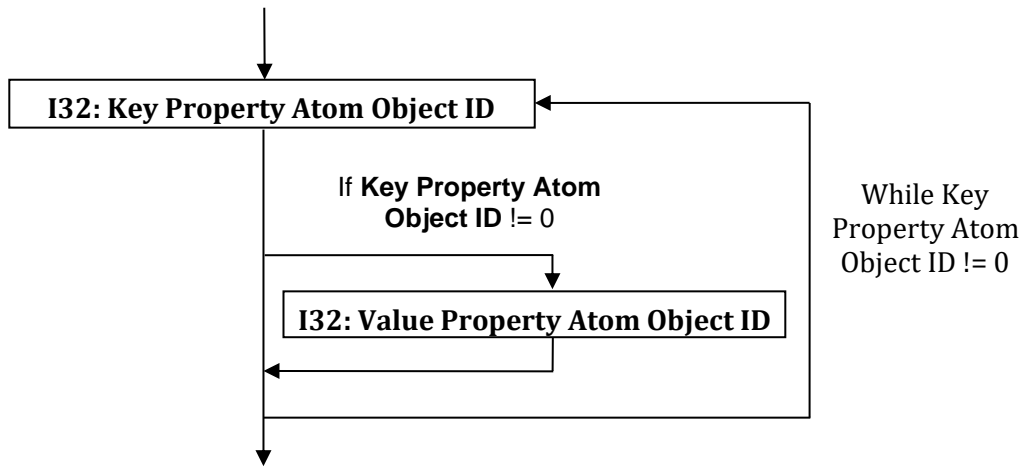 I32: Key Property Atom Object ID
If Key Property Atom
Object ID != 0
While Key
Property Atom
Object ID != 0
I32: Value Property Atom Object ID